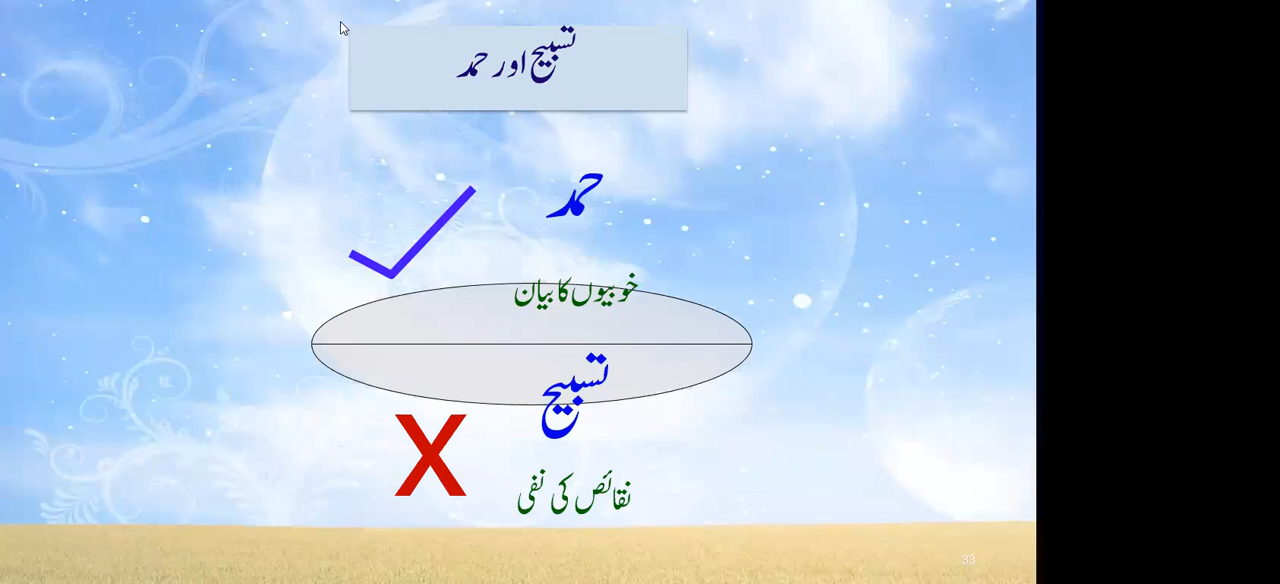 تسبیح اور حمد
حمد
خوبیوں کا بیان
تسبیح
X
نقائص کی نفی
33